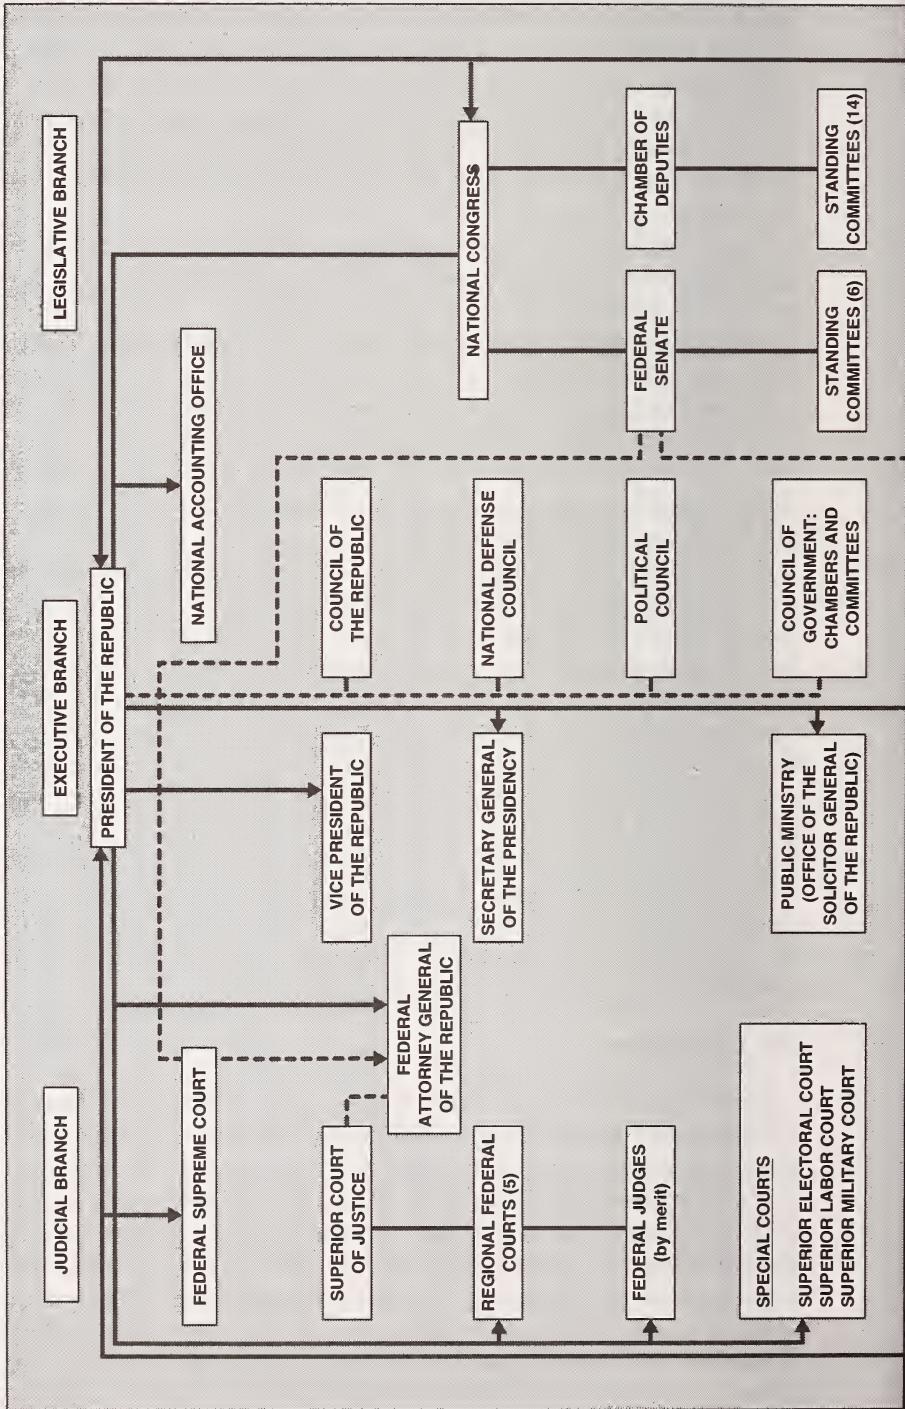 JUDICIAL BRANCH
EXECUTIVE BRANCH
LEGISLATIVE BRANCH
PRESIDENT OF THE REPUBLIC
FEDERAL SUPREME COURT
NATIONAL ACCOUNTING OFFICE
SUPERIOR COURT
OF JUSTICE
VICE PRESIDENT
OF THE REPUBLIC
COUNCIL OF
THE REPUBLIC
FEDERAL
ATTORNEY GENERAL
OF THE REPUBLIC
REGIONAL FEDERAL
COURTS (5)
SECRETARY GENERAL
OF THE PRESIDENCY
NATIONAL DEFENSE
COUNCIL
NATIONAL CONGRESS
FEDERAL JUDGES
(by merit)
POLITICAL
COUNCIL
FEDERAL
SENATE
CHAMBER OF
DEPUTIES
SPECIAL COURTS
SUPERIOR ELECTORAL COURT
SUPERIOR LABOR COURT
SUPERIOR MILITARY COURT
PUBLIC MINISTRY
(OFFICE OF THE
SOLICITOR GENERAL
OF THE REPUBLIC)
COUNCIL OF
GOVERNMENT:
CHAMBERS AND
COMMITTEES
STANDING
COMMITTEES (6)
STANDING
COMMITTEES (14)